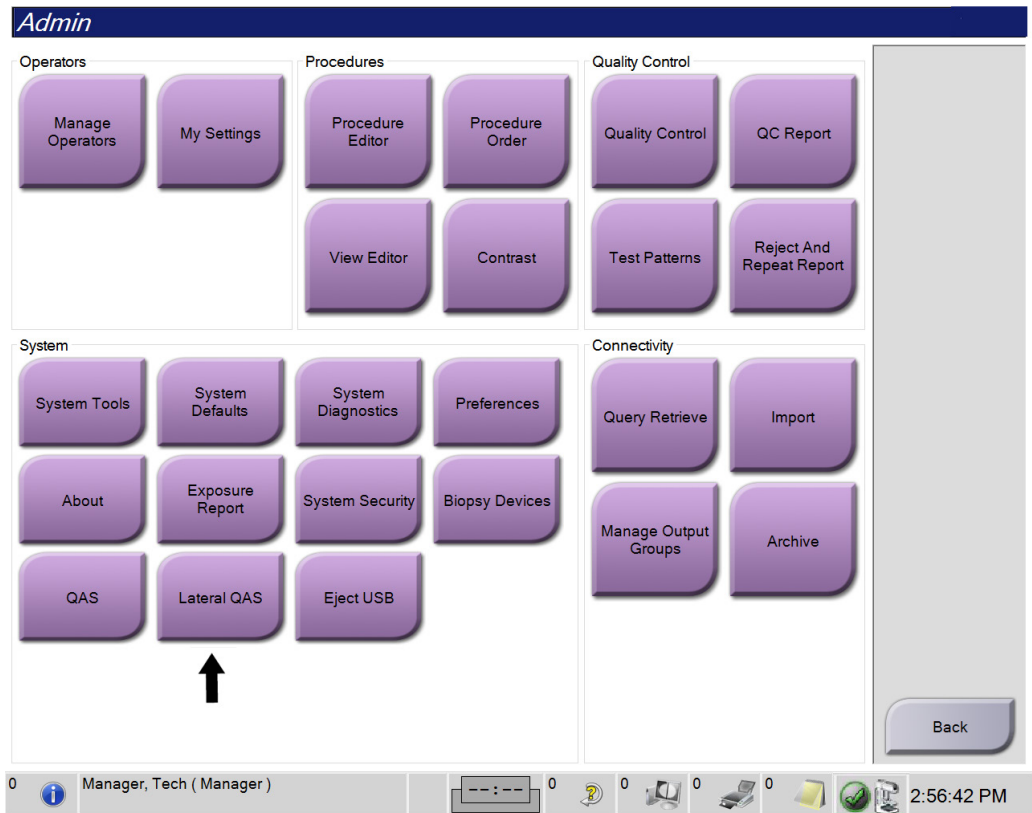 Admin
Operators
Manage
Operators
My Settings
Procedures
Procedure
Editor
Procedure
Order
View Editor
Contrast
Quality Control
Quality Control
QC Report
Test Patterns
Reject And
Repeat Report
System
System Tools
System
Defaults
System
Diagnostics
Preferences
About
Exposure
Report
System Security
Biopsy Devices
QAS
Lateral QAS
Eject USB
Connectivity
Query Retrieve
Import
Manage Output
Groups
Archive
Back
0
Manager, Tech ( Manager )
--:--
0
0
0
0
2:56:42 PM